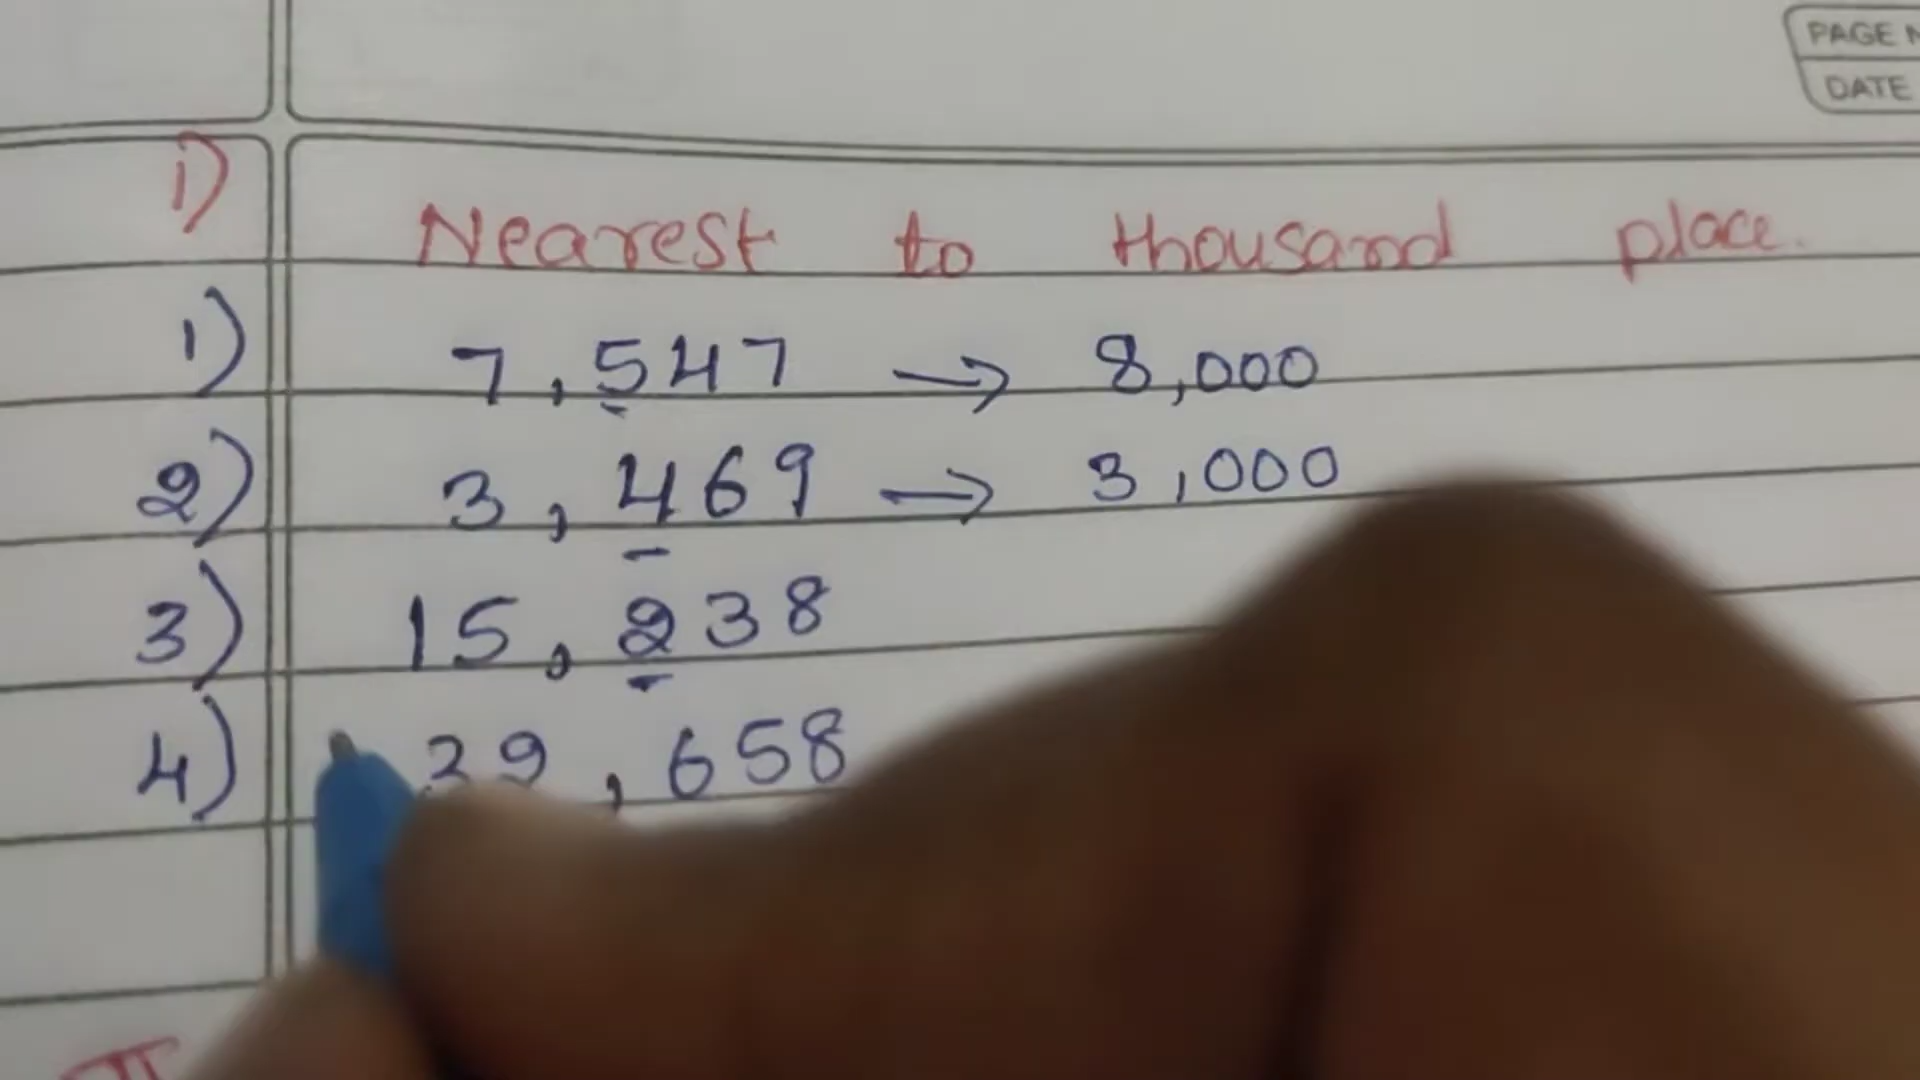 PAGE N
DATE
i) Nearest to thousand place.
1) 7,547 → 8,000
2) 3,469 → 3,000
3) 15,238
4) 39,658